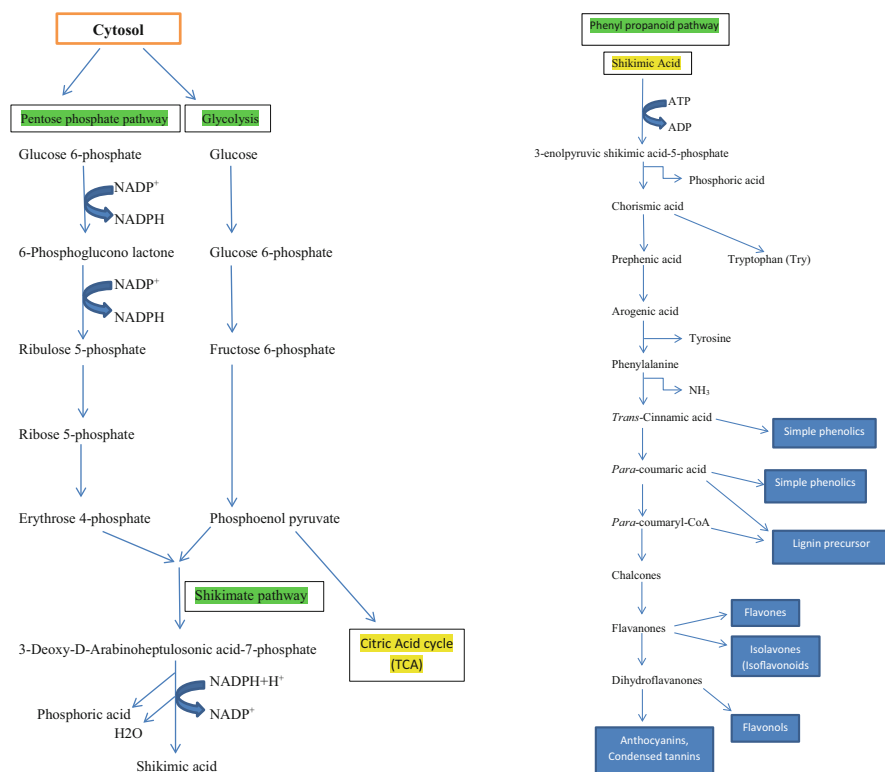 Cytosol
Pentose phosphate pathway
Glycolysis
Glucose 6-phosphate
Glucose
NADP+
NADPH
6-Phosphoglucono lactone
Glucose 6-phosphate
NADP+
NADPH
Ribulose 5-phosphate
Fructose 6-phosphate
Ribose 5-phosphate
Erythrose 4-phosphate
Phosphoenol pyruvate
Shikimate pathway
3-Deoxy-D-Arabinoheptulosonic acid-7-phosphate
Citric Acid cycle
(TCA)
NADPH+H+
NADP+
Phosphoric acid
H2O
Shikimic acid
Phenyl propanoid pathway
Shikimic Acid
ATP
ADP
3-enolpyruvic shikimic acid-5-phosphate
Phosphoric acid
Chorismic acid
Prephenic acid
Tryptophan (Try)
Arogenic acid
Tyrosine
Phenylalanine
NH₃
Trans-Cinnamic acid
Simple phenolics
Para-coumaric acid
Simple phenolics
Para-coumaryl-CoA
Lignin precursor
Chalcones
Flavones
Flavanones
Isolavones
(Isoflavonoids
Dihydroflavanones
Flavonols
Anthocyanins,
Condensed tannins